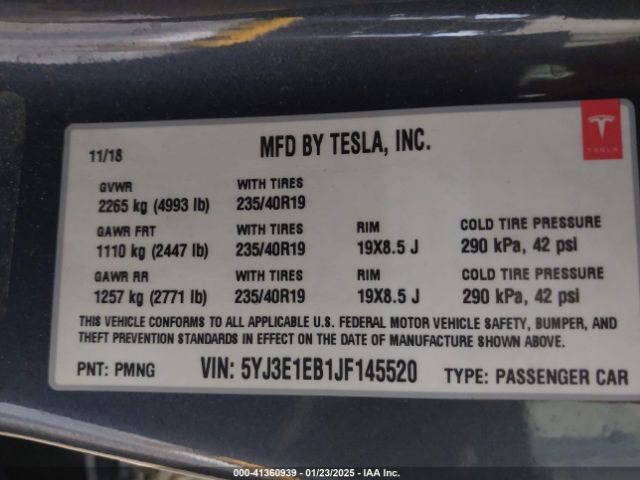 11/18 MFD BY TESLA, INC.
TESLA
GVWR WITH TIRES
2265 kg (4993 lb) 235/40R19
GAWR FRT WITH TIRES RIM COLD TIRE PRESSURE
1110 kg (2447 lb) 235/40R19 19X8.5 J 290 kPa, 42 psi
GAWR RR WITH TIRES RIM COLD TIRE PRESSURE
1257 kg (2771 lb) 235/40R19 19X8.5 J 290 kPa, 42 psi
THIS VEHICLE CONFORMS TO ALL APPLICABLE U.S. FEDERAL MOTOR VEHICLE SAFETY, BUMPER, AND
THEFT PREVENTION STANDARDS IN EFFECT ON THE DATE OF MANUFACTURE SHOWN ABOVE.
PNT: PMNG VIN: 5YJ3E1EB1JF145520 TYPE: PASSENGER CAR
000-41360939 - 01/23/2025 - IAA Inc.